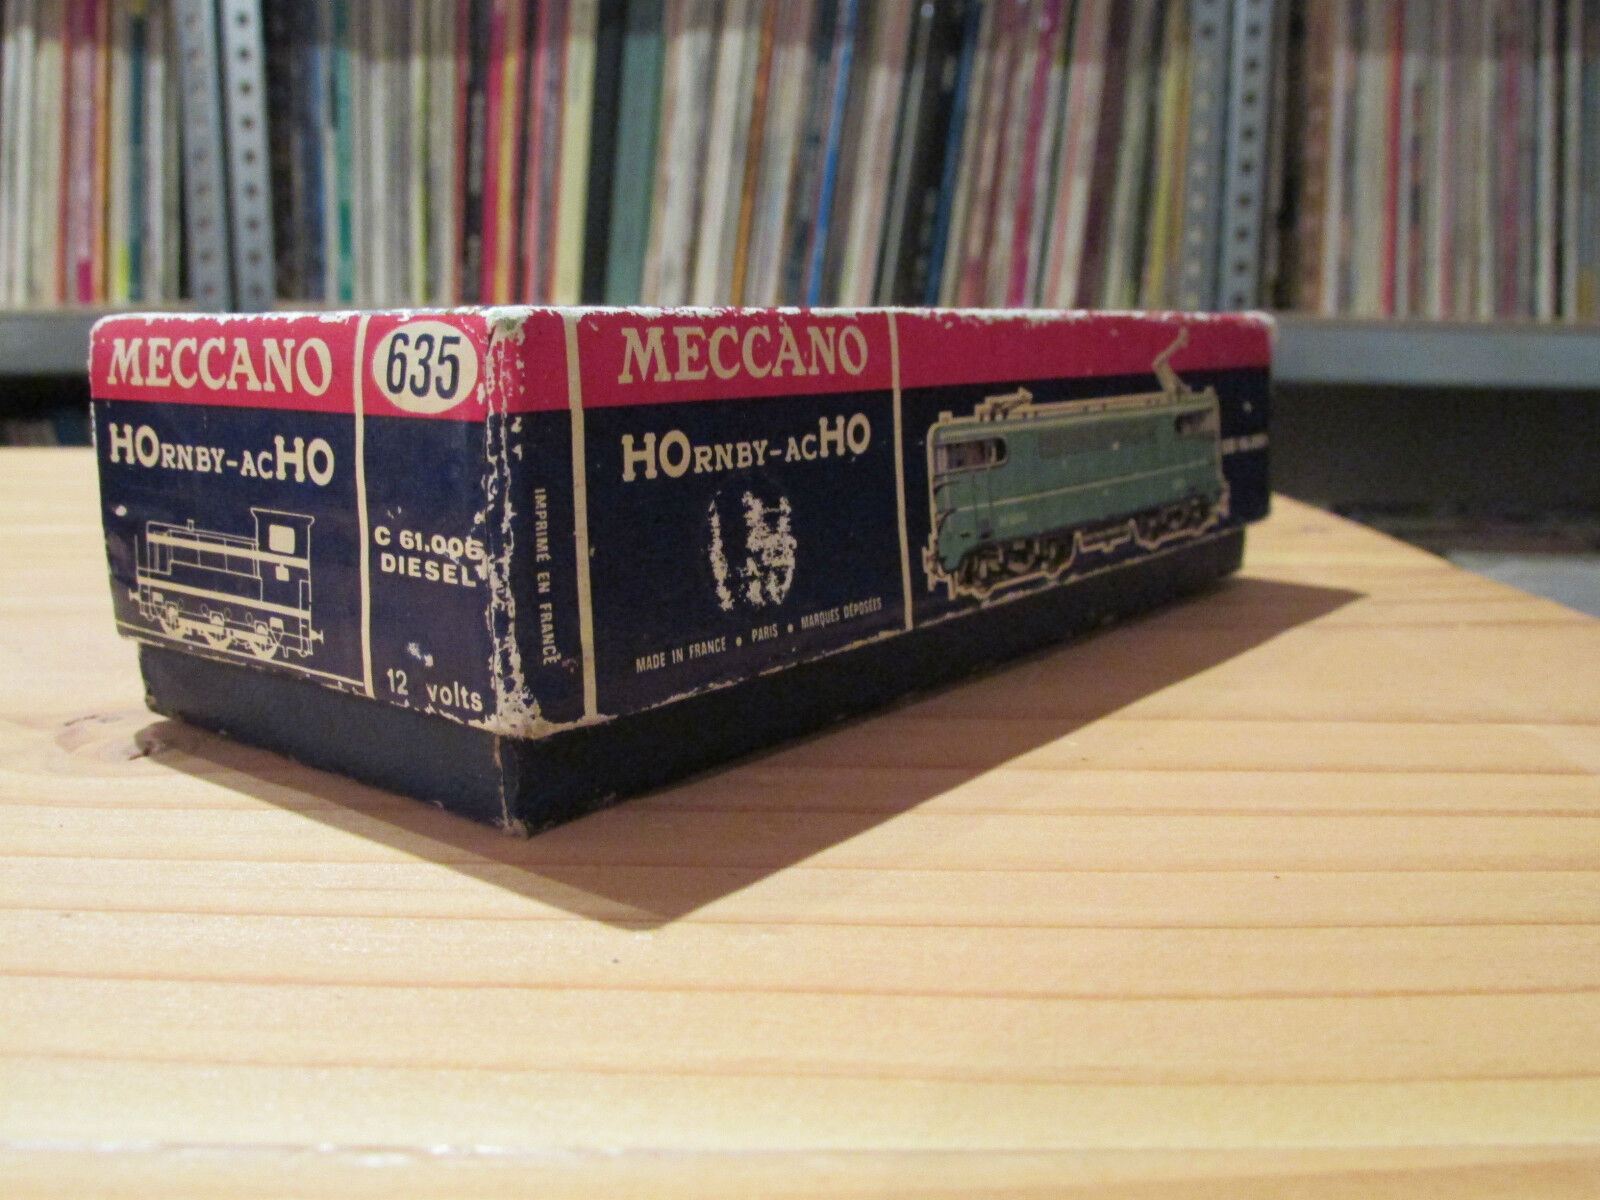 MECCANO
635
HORNBY-ACHO
C 61.006
DIESEL
12 volts
IMPRIMÉ EN FRANCE
MECCANO
HORNBY-ACHO
MADE IN FRANCE • PARIS • MARQUES DÉPOSÉES